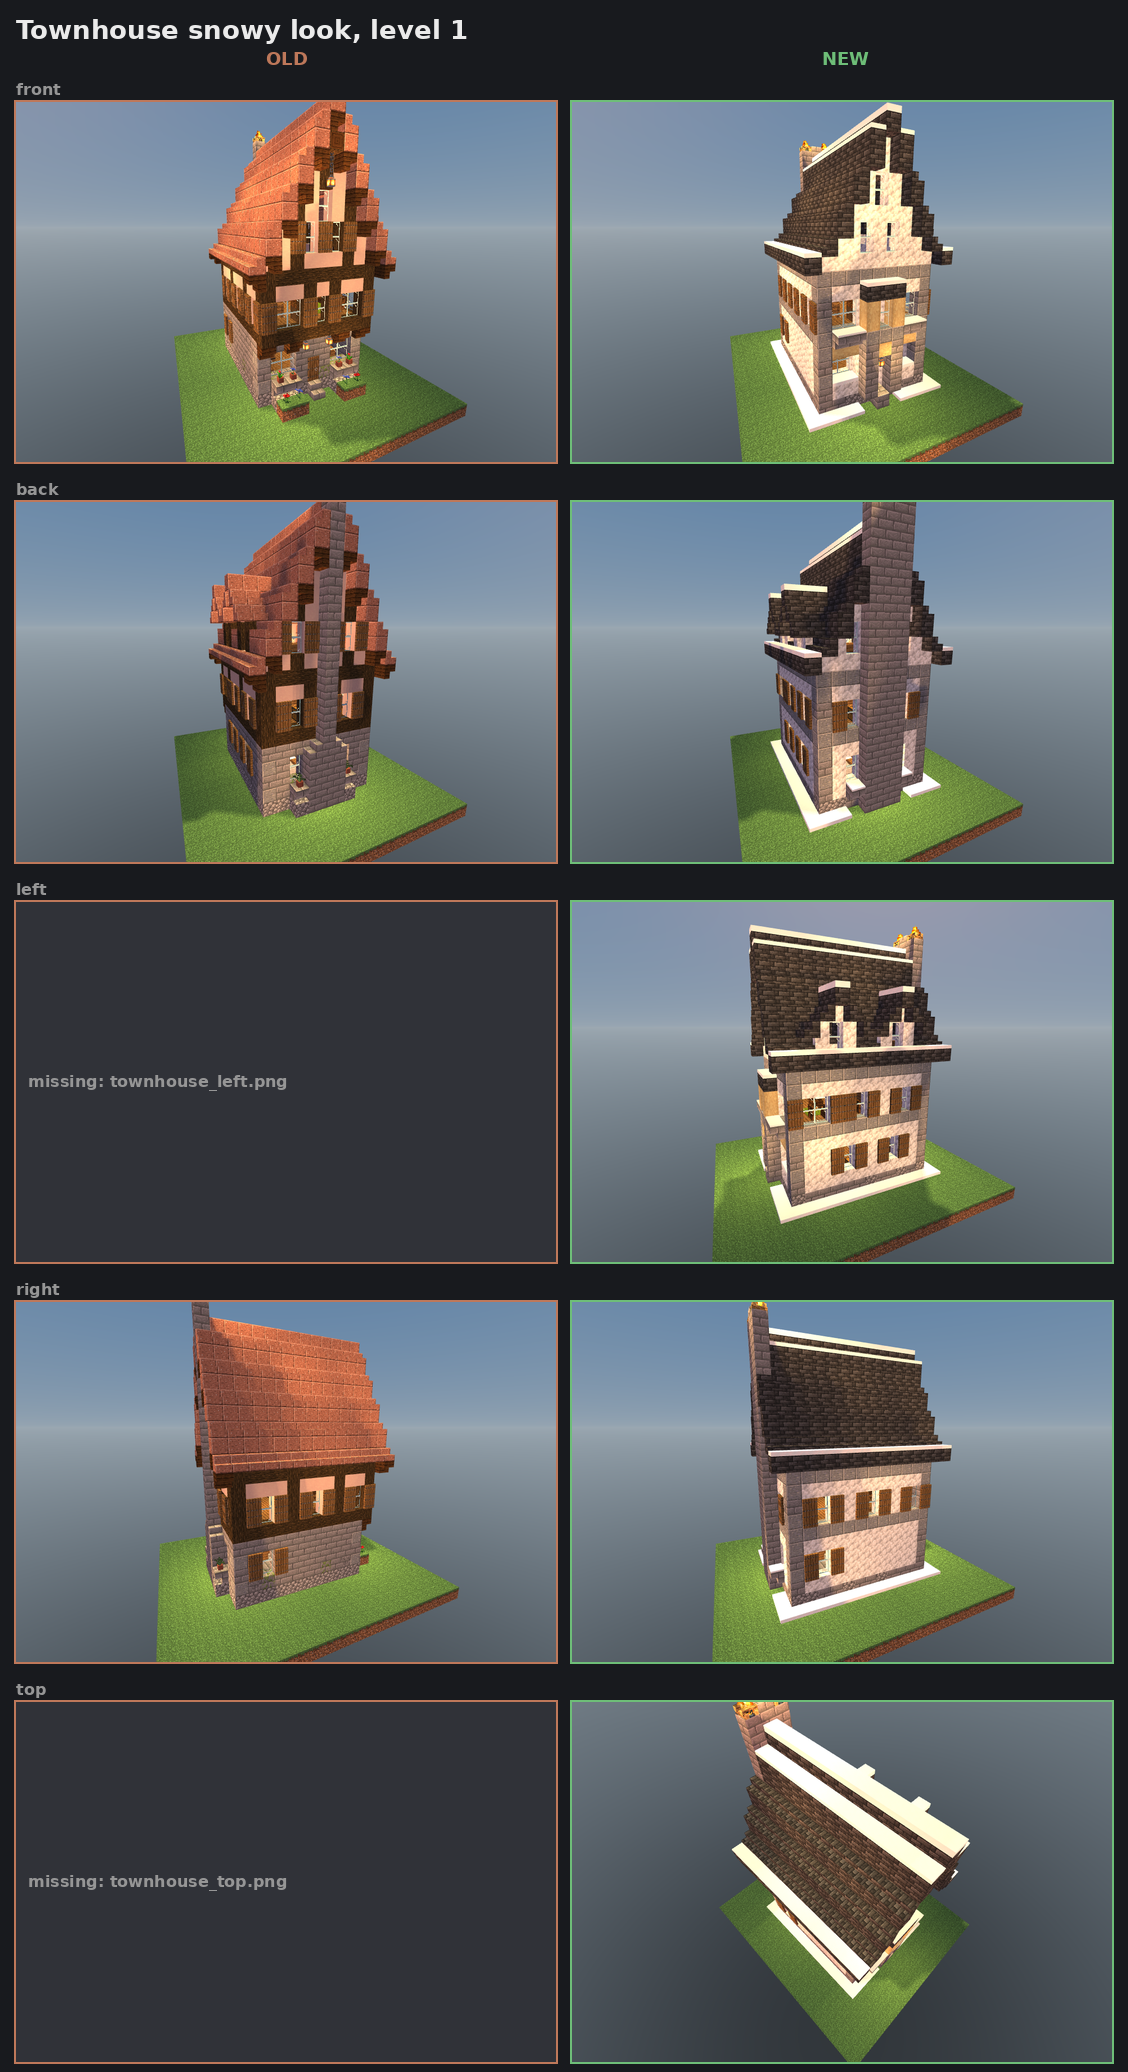 Townhouse snowy look, level 1
OLD
NEW
front
back
left
missing: townhouse_left.png
right
top
missing: townhouse_top.png